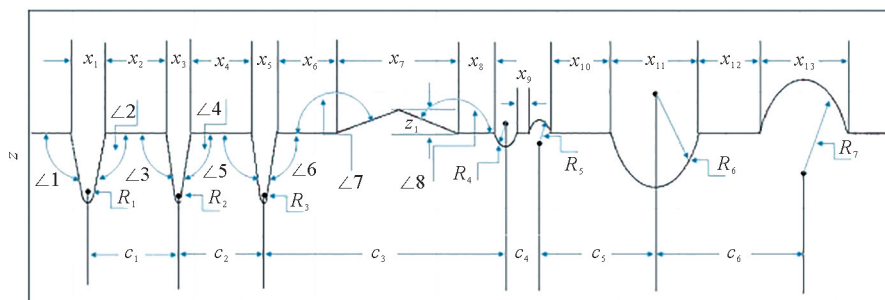 x₁ x₂ x₃ x₄ x₅ x₆ x₇ x₈ x₉ x₁₀ x₁₁ x₁₂ x₁₃
∠2 ∠4 z₁
z
∠1 ∠3 ∠5 ∠6 ∠7 ∠8 R₄ R₅ R₆ R₇
R₁ R₂ R₃
c₁ c₂ c₃ c₄ c₅ c₆